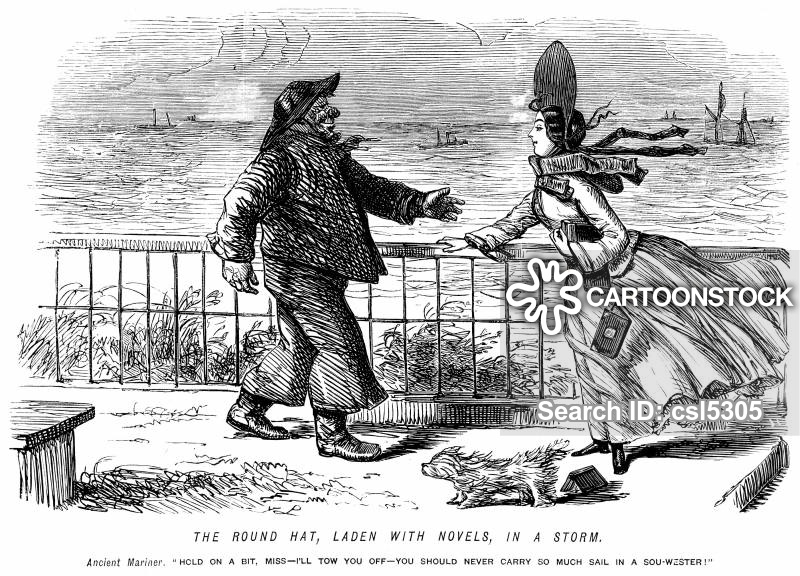 CARTOONSTOCK
Search ID: csl5305
THE ROUND HAT, LADEN WITH NOVELS, IN A STORM.
Ancient Mariner. "HOLD ON A BIT, MISS—I'LL TOW YOU OFF—YOU SHOULD NEVER CARRY SO MUCH SAIL IN A SOU-WESTER!"